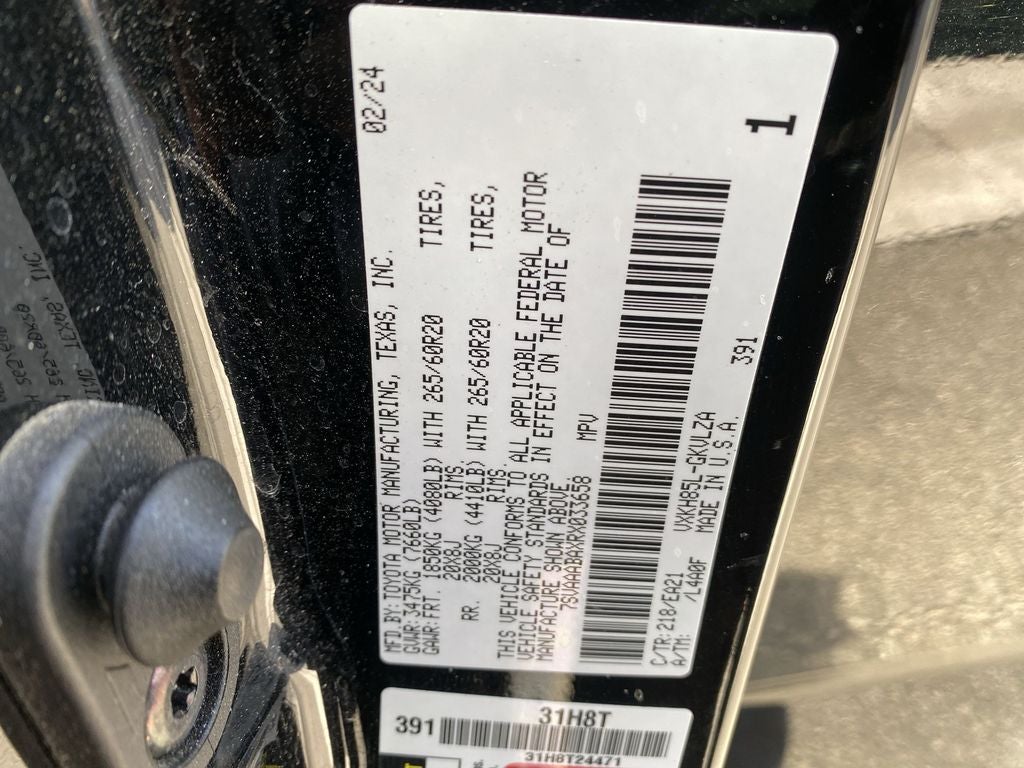 02/24
MFD BY: TOYOTA MOTOR MANUFACTURING, TEXAS, INC.
GVWR: 3475KG (7660LB)
GAWR: FRT. 1850KG (4080LB) WITH 265/60R20 TIRES,
20X8J RIMS.
RR. 2000KG (4410LB) WITH 265/60R20 TIRES,
20X8J RIMS.
THIS VEHICLE CONFORMS TO ALL APPLICABLE FEDERAL MOTOR
VEHICLE SAFETY STANDARDS IN EFFECT ON THE DATE OF
MANUFACTURE SHOWN ABOVE.
7SVAAABAXRX033658 MPV
C/TR: 218/EA21 VXKH85L-GKVLZA
A/TM: /L4A0F MADE IN U.S.A. 391
1
31H8T
391
31H8T24471